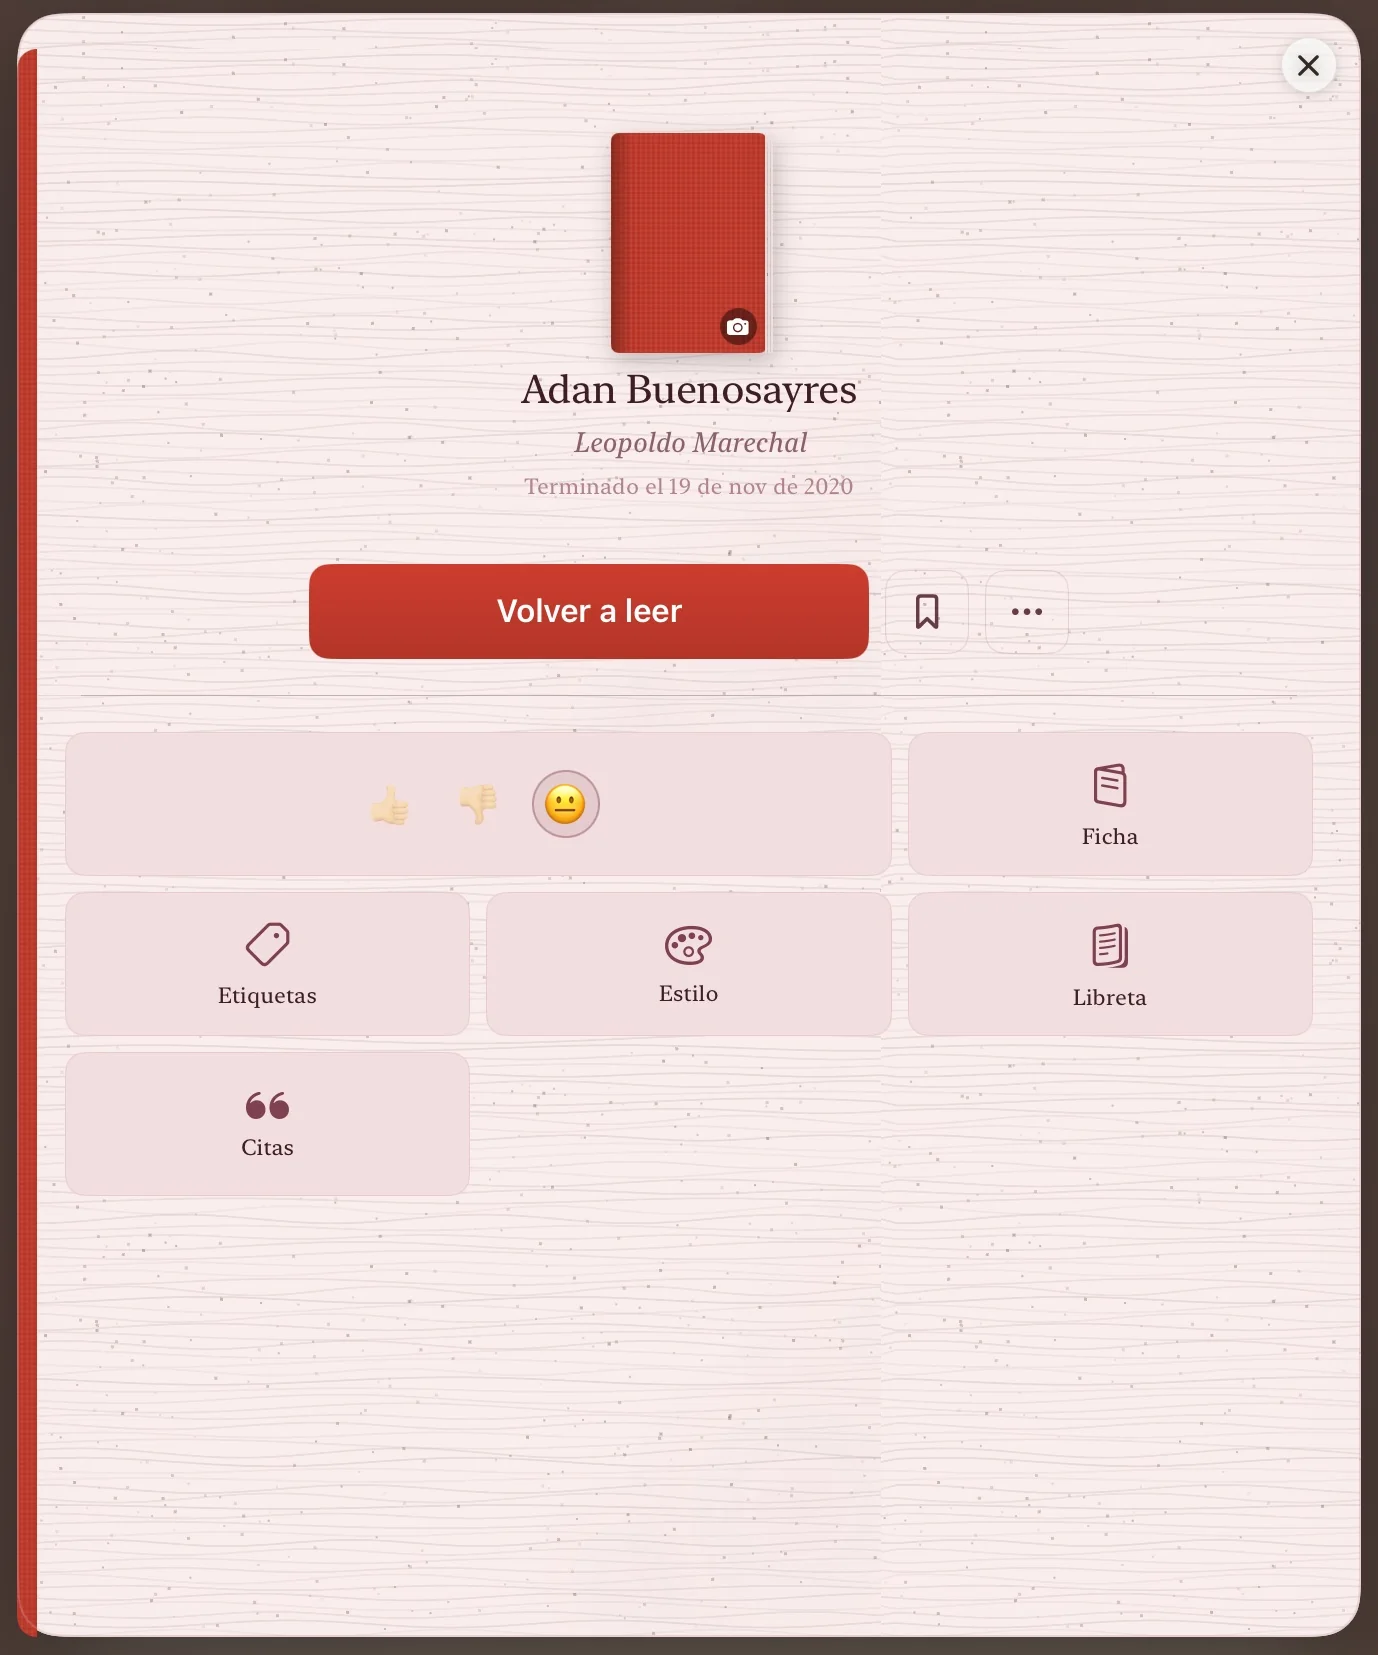 Adan Buenosayres
Leopoldo Marechal
Terminado el 19 de nov de 2020
Volver a leer
Ficha
Etiquetas
Estilo
Libreta
Citas